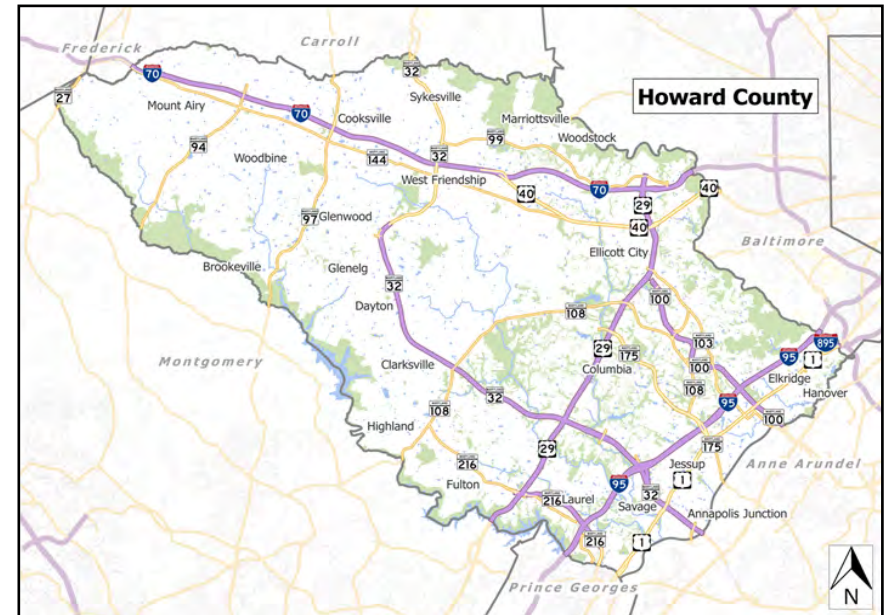 Carroll
Frederick
70
32
Howard County
27
Mount Airy
70
Sykesville
Cooksville
Marriottsville
94
99
Woodstock
Woodbine
144
32
West Friendship
40
70
40
29
97
Glenwood
40
Ellicott City
Baltimore
Brookeville
Glenelg
32
100
Dayton
108
103
895
29
175
95
1
Montgomery
Clarksville
Columbia
100
Elkridge
32
108
Hanover
108
95
100
Highland
29
175
216
Jessup
Anne Arundel
Fulton
95
1
32
216
Laurel
Savage
Annapolis Junction
216
1
Prince Georges
N